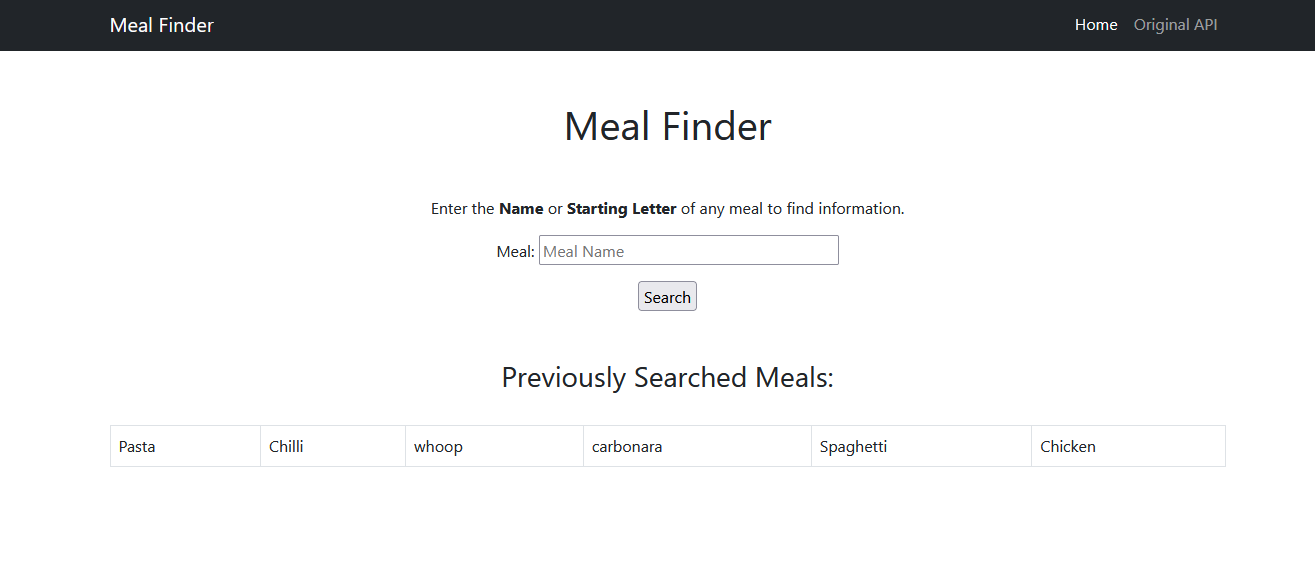 Meal Finder Home Original API
Meal Finder
Enter the Name or Starting Letter of any meal to find information.
Meal: Meal Name
Search
Previously Searched Meals:
Pasta Chilli whoop carbonara Spaghetti Chicken